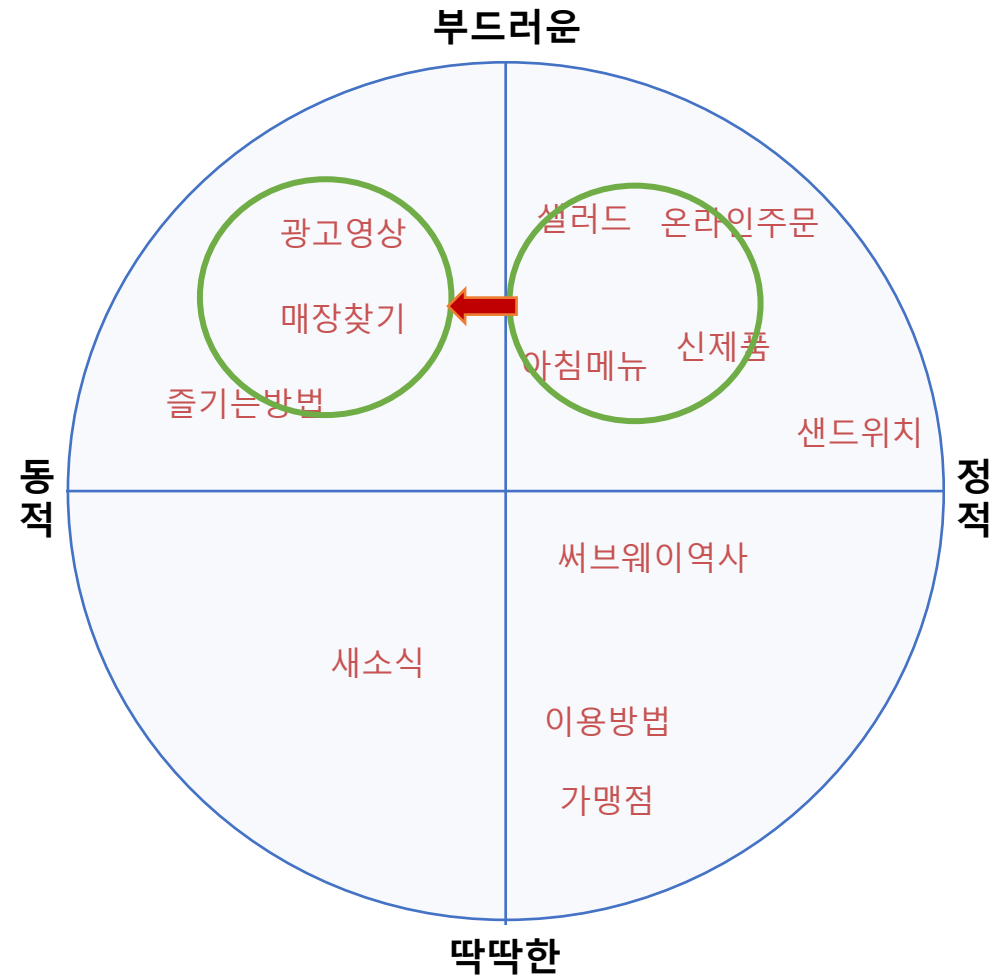 부드러운
샐러드
온라인주문
광고영상
매장찾기
신제품
아침메뉴
즐기는방법
샌드위치
동적
정적
써브웨이역사
새소식
이용방법
가맹점
딱딱한